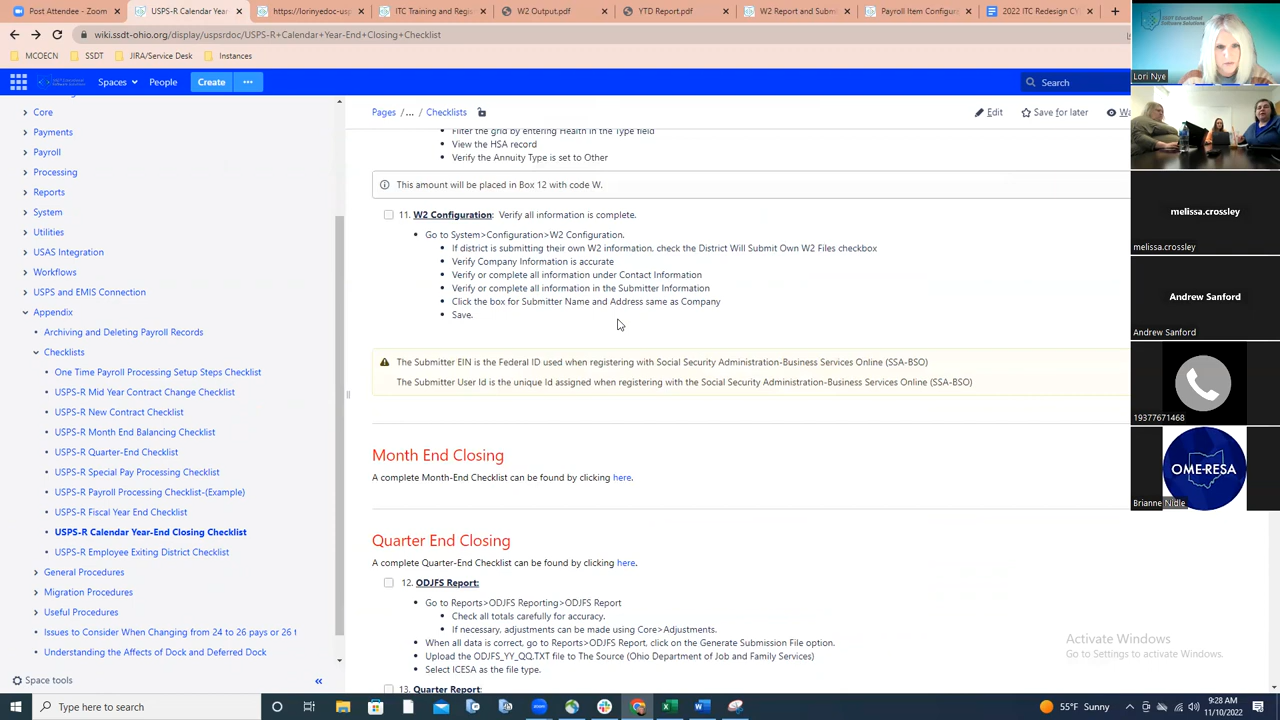 USPS-R Calendar Year-E
https://lorinyedoc-us
ITC Training and Rep
W2 Output.pdf
YTD Report.pdf
W2 Report and Subm
Payroll Item Configur
2022 ITC Redesign CY
wiki.ssdt-ohio.org/display/uspsrdoc/USPS-R+Calendar+Year-End+Closing+Checklist
MCOECN
SSDT
JIRA/Service Desk
Instances
Spaces
People
Create
Search
Core
Payments
Payroll
Processing
Reports
System
Utilities
USAS Integration
Workflows
USPS and EMIS Connection
Appendix
Archiving and Deleting Payroll Records
Checklists
One Time Payroll Processing Setup Steps Checklist
USPS-R Mid Year Contract Change Checklist
USPS-R New Contract Checklist
USPS-R Month End Balancing Checklist
USPS-R Quarter-End Checklist
USPS-R Special Pay Processing Checklist
USPS-R Payroll Processing Checklist-(Example)
USPS-R Fiscal Year End Checklist
USPS-R Calendar Year-End Closing Checklist
USPS-R Employee Exiting District Checklist
General Procedures
Migration Procedures
Useful Procedures
Issues to Consider When Changing from 24 to 26 pays or 26 t
Understanding the Affects of Dock and Deferred Dock
Space tools
Pages /... / Checklists
Edit
Save for later
Wa
Filter the grid by entering Health in the Type field
View the HSA record
Verify the Annuity Type is set to Other
This amount will be placed in Box 12 with code W.
11. W2 Configuration: Verify all information is complete.
Go to System>Configuration>W2 Configuration.
If district is submitting their own W2 information, check the District Will Submit Own W2 Files checkbox
Verify Company Information is accurate
Verify or complete all information under Contact Information
Verify or complete all information in the Submitter Information
Click the box for Submitter Name and Address same as Company
Save.
The Submitter EIN is the Federal ID used when registering with Social Security Administration-Business Services Online (SSA-BSO)
The Submitter User Id is the unique Id assigned when registering with the Social Security Administration-Business Services Online (SSA-BSO)
Month End Closing
A complete Month-End Checklist can be found by clicking here.
Quarter End Closing
A complete Quarter-End Checklist can be found by clicking here.
12. ODJFS Report:
Go to Reports>ODJFS Reporting>ODJFS Report
Check all totals carefully for accuracy.
If necessary, adjustments can be made using Core>Adjustments.
When all data is correct, go to Reports>ODJFS Report, click on the Generate Submission File option.
Upload the ODJFS_YY_QQ.TXT file to The Source (Ohio Department of Job and Family Services)
Select ICESA as the file type.
13. Quarter Report:
Lori Nye
melissa.crossley
melissa.crossley
Andrew Sanford
Andrew Sanford
19377671468
OME-RESA
Brianne Nidle
Activate Windows
Go to Settings to activate Windows.
Type here to search
55°F Sunny
9:28 AM
11/10/2022